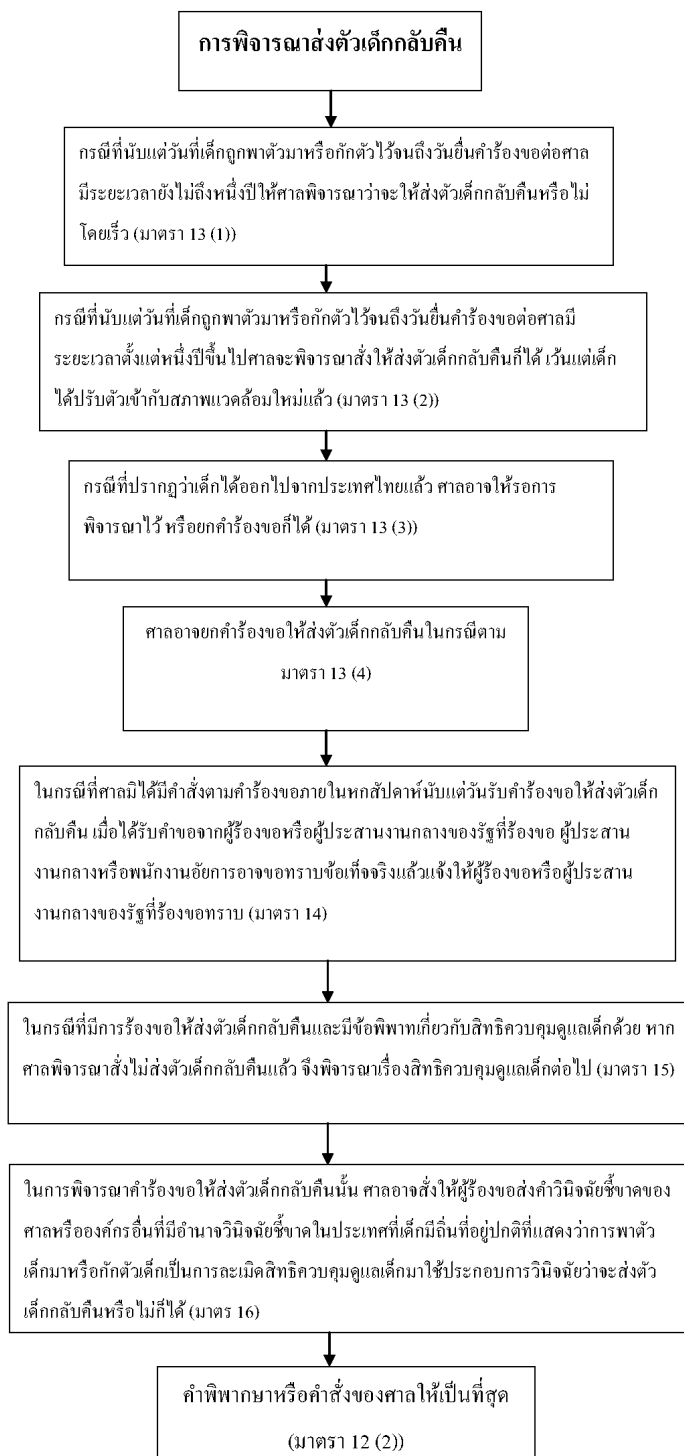 การพิจารณาส่งตัวเด็กกลับคืน
กรณีที่นับแต่วันที่เด็กถูกพาตัวมาหรือกักตัวไว้จนถึงวันยื่นคำร้องขอต่อศาล
มีระยะเวลายังไม่ถึงหนึ่งปีให้ศาลพิจารณาว่าจะให้ส่งตัวเด็กกลับคืนหรือไม่
โดยเร็ว (มาตรา 13 (1))
กรณีที่นับแต่วันที่เด็กถูกพาตัวมาหรือกักตัวไว้จนถึงวันยื่นคำร้องขอต่อศาลมี
ระยะเวลาตั้งแต่หนึ่งปีขึ้นไปศาลจะพิจารณาสั่งให้ส่งตัวเด็กกลับคืนก็ได้ เว้นแต่เด็ก
ได้ปรับตัวเข้ากับสภาพแวดล้อมใหม่แล้ว (มาตรา 13 (2))
กรณีที่ปรากฏว่าเด็กได้ออกไปจากประเทศไทยแล้ว ศาลอาจให้รอการ
พิจารณาไว้ หรือยกคำร้องขอก็ได้ (มาตรา 13 (3))
ศาลอาจยกคำร้องขอให้ส่งตัวเด็กกลับคืนในกรณีตาม
มาตรา 13 (4)
ในกรณีที่ศาลมิได้มีคำสั่งตามคำร้องขอภายในหกสัปดาห์นับแต่วันรับคำร้องขอให้ส่งตัวเด็ก
กลับคืน เมื่อได้รับคำขอจากผู้ร้องขอหรือผู้ประสานงานกลางของรัฐที่ร้องขอ ผู้ประสาน
งานกลางหรือพนักงานอัยการอาจขอทราบข้อเท็จจริงแล้วแจ้งให้ผู้ร้องขอหรือผู้ประสาน
งานกลางของรัฐที่ร้องขอทราบ (มาตรา 14)
ในกรณีที่มีการร้องขอให้ส่งตัวเด็กกลับคืนและมีข้อพิพาทเกี่ยวกับสิทธิควบคุมดูแลเด็กด้วย หาก
ศาลพิจารณาสั่งไม่ส่งตัวเด็กกลับคืนแล้ว จึงพิจารณาเรื่องสิทธิควบคุมดูแลเด็กต่อไป (มาตรา 15)
ในการพิจารณาคำร้องขอให้ส่งตัวเด็กกลับคืนนั้น ศาลอาจสั่งให้ผู้ร้องขอส่งคำวินิจฉัยชี้ขาดของ
ศาลหรือองค์กรอื่นที่มีอำนาจวินิจฉัยชี้ขาดในประเทศที่เด็กมีถิ่นที่อยู่ปกติที่แสดงว่าการพาตัว
เด็กมาหรือกักตัวเด็กเป็นการละเมิดสิทธิควบคุมดูแลเด็กมาใช้ประกอบการวินิจฉัยว่าจะส่งตัว
เด็กกลับคืนหรือไม่ก็ได้ (มาตร 16)
คำพิพากษาหรือคำสั่งของศาลให้เป็นที่สุด
(มาตรา 12 (2))